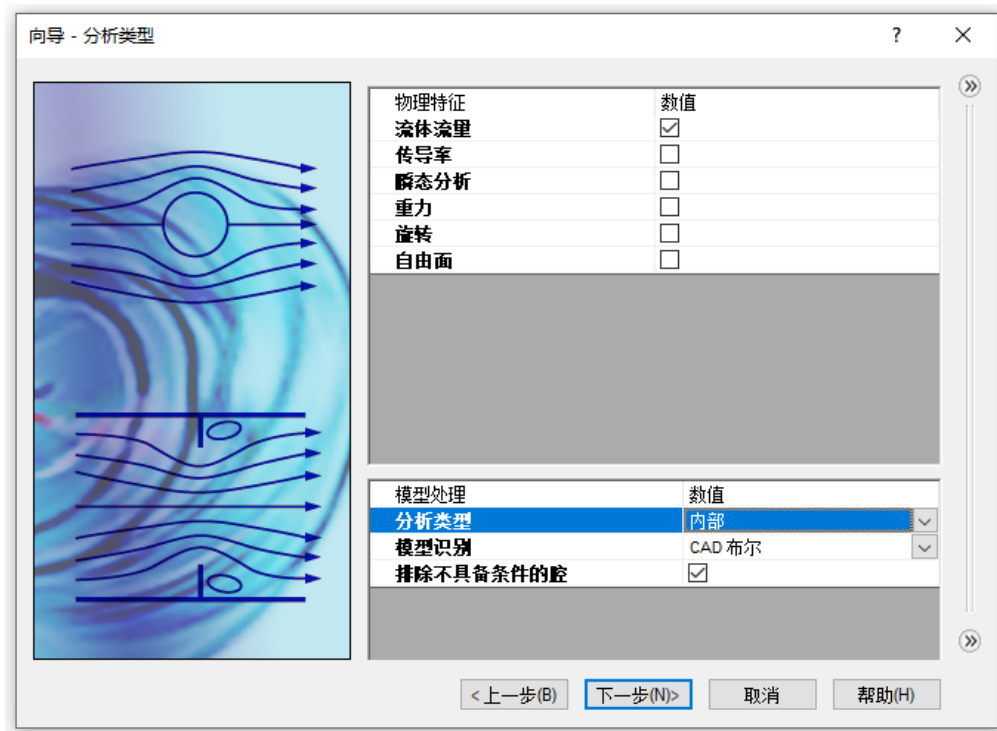 向导 - 分析类型 ?
物理特征 数值
流体流量
传导率
瞬态分析
重力
旋转
自由面
模型处理 数值
分析类型 内部
模型识别 CAD 布尔
排除不具备条件的腔
<上一步(B) 下一步(N)> 取消 帮助(H)